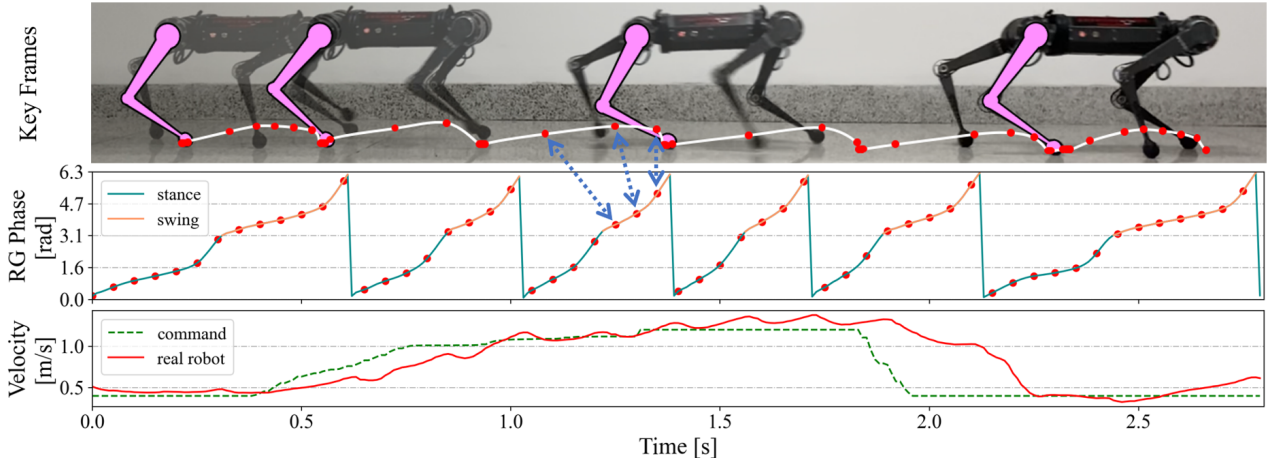 Key Frames
RG Phase
[rad]
6.3
4.7
3.1
1.6
0.0
stance
swing
Velocity
[m/s]
1.0
0.5
command
real robot
0.0
0.5
1.0
1.5
2.0
2.5
Time [s]